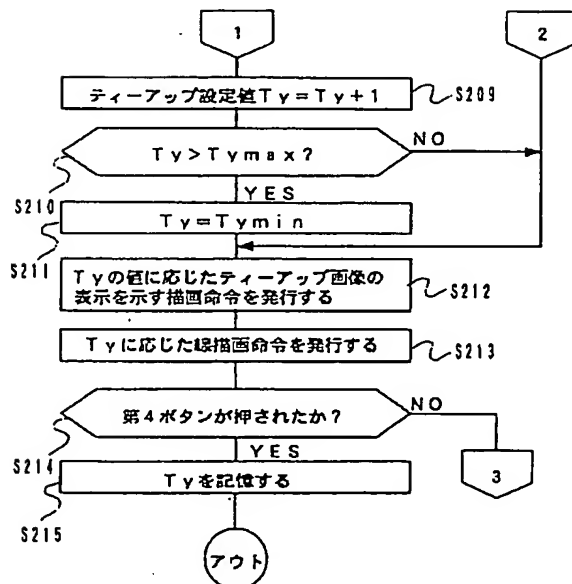 1
2
ティーアップ設定値Ty=Ty+1
S209
Ty>Tymax?
NO
S210
YES
Ty=Tymin
S211
Tyの値に応じたティーアップ画像の
表示を示す描画命令を発行する
S212
Tyに応じた線描画命令を発行する
S213
第4ボタンが押されたか?
NO
S214
YES
3
Tyを記憶する
S215
アウト